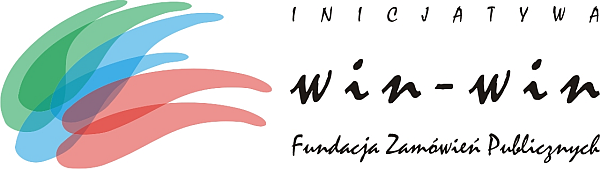 INICJATYWA
win-win
Fundacja Zamówień Publicznych